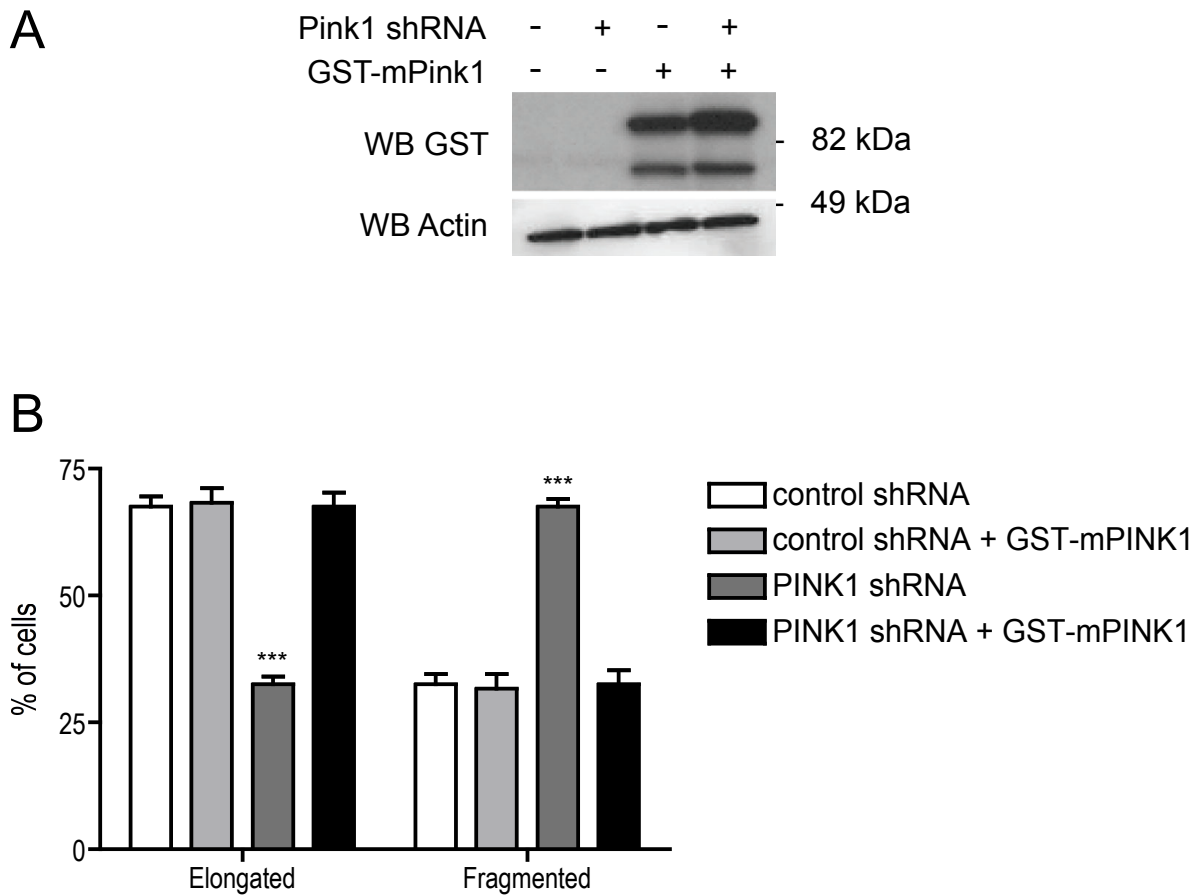 A
Pink1 shRNA - + - +
GST-mPink1 - - + +
WB GST
- 82 kDa
- 49 kDa
WB Actin
B
75
50
25
0
% of cells
***
***
Elongated
Fragmented
control shRNA
control shRNA + GST-mPINK1
PINK1 shRNA
PINK1 shRNA + GST-mPINK1